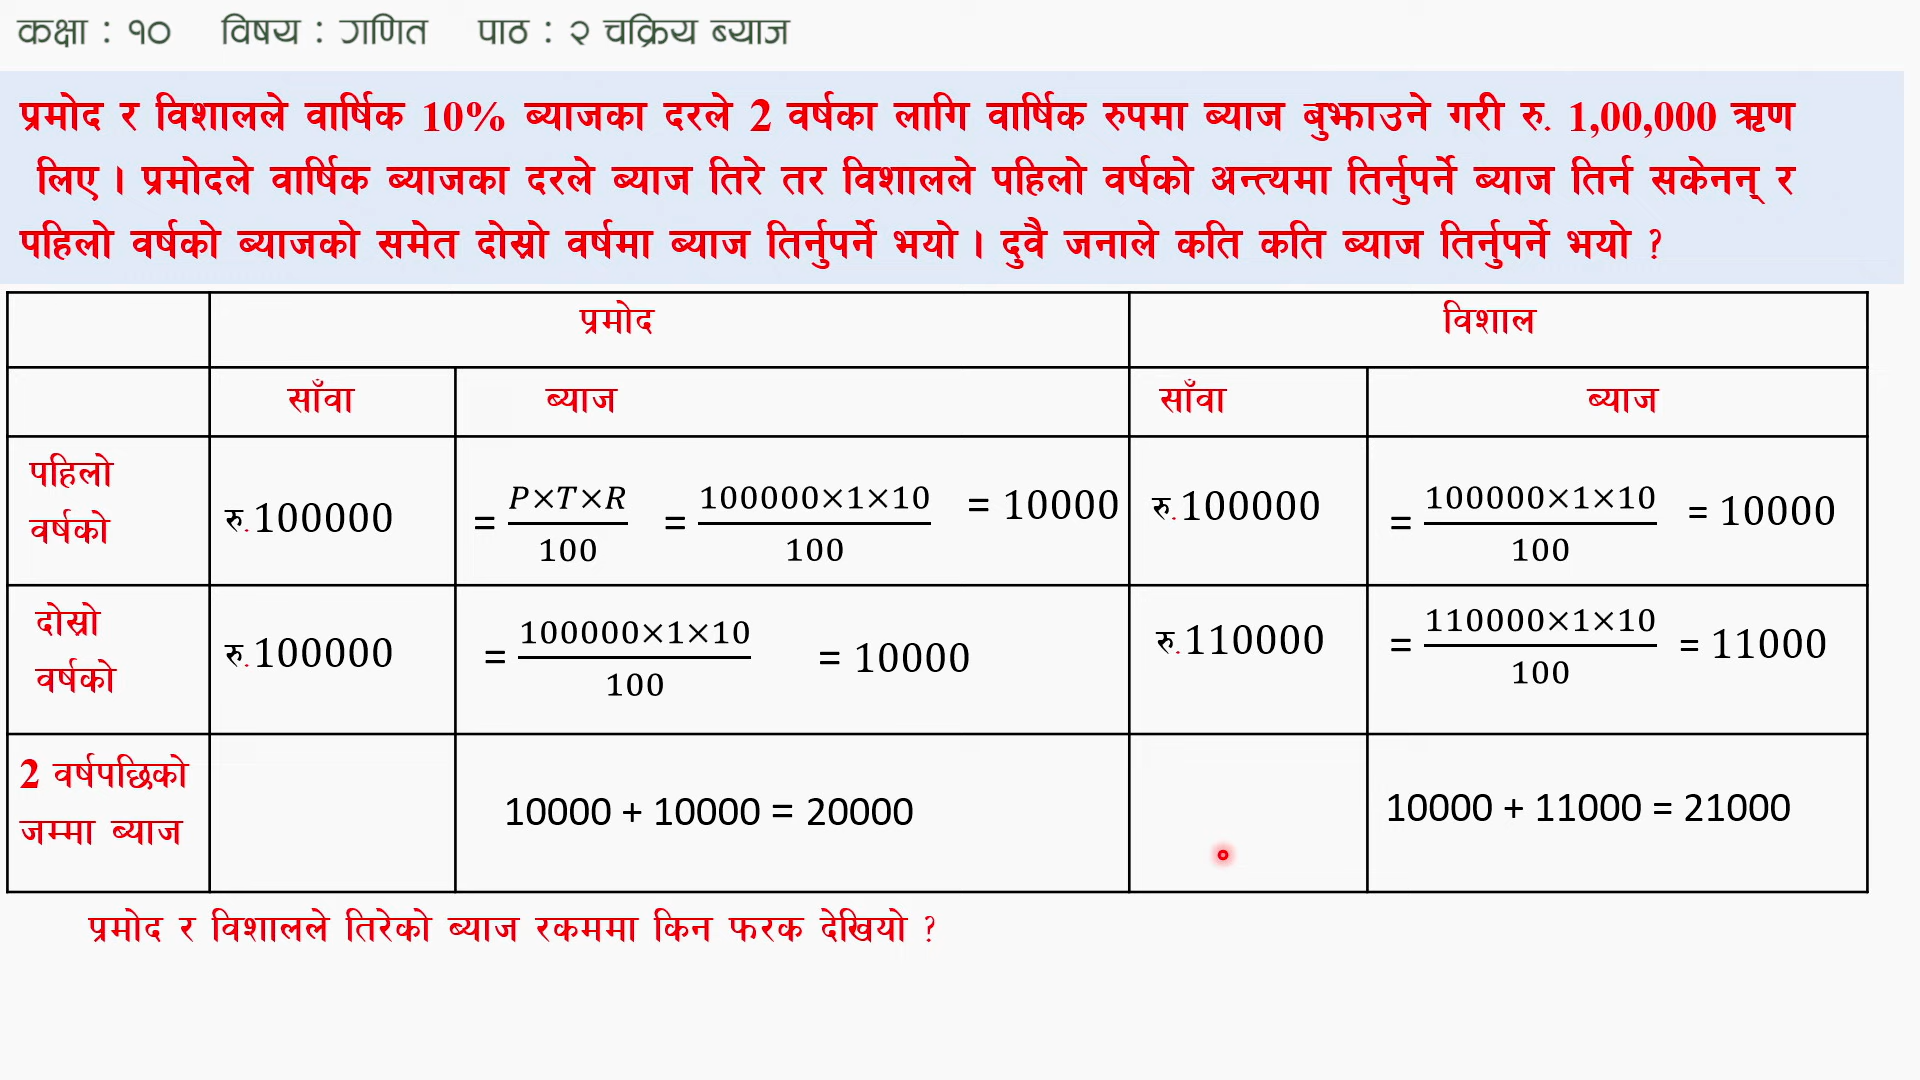 कक्षा : १० विषय : गणित पाठ : २ चक्रिय ब्याज
प्रमोद र विशालले वार्षिक 10% ब्याजका दरले 2 वर्षका लागि वार्षिक रुपमा ब्याज बुझाउने गरी रु. 1,00,000 ऋण
लिए । प्रमोदले वार्षिक ब्याजका दरले ब्याज तिरे तर विशालले पहिलो वर्षको अन्त्यमा तिर्नुपर्ने ब्याज तिर्न सकेनन् र
पहिलो वर्षको ब्याजको समेत दोस्रो वर्षमा ब्याज तिर्नुपर्ने भयो । दुवै जनाले कति कति ब्याज तिर्नुपर्ने भयो ?
प्रमोद विशाल
साँवा ब्याज साँवा ब्याज
पहिलो वर्षको रु.100000 = P×T×R/100 = 100000×1×10/100 = 10000 रु.100000 = 100000×1×10/100 = 10000
दोस्रो वर्षको रु.100000 = 100000×1×10/100 = 10000 रु.110000 = 110000×1×10/100 = 11000
2 वर्षपछिको जम्मा ब्याज 10000 + 10000 = 20000 10000 + 11000 = 21000
प्रमोद र विशालले तिरेको ब्याज रकममा किन फरक देखियो ?